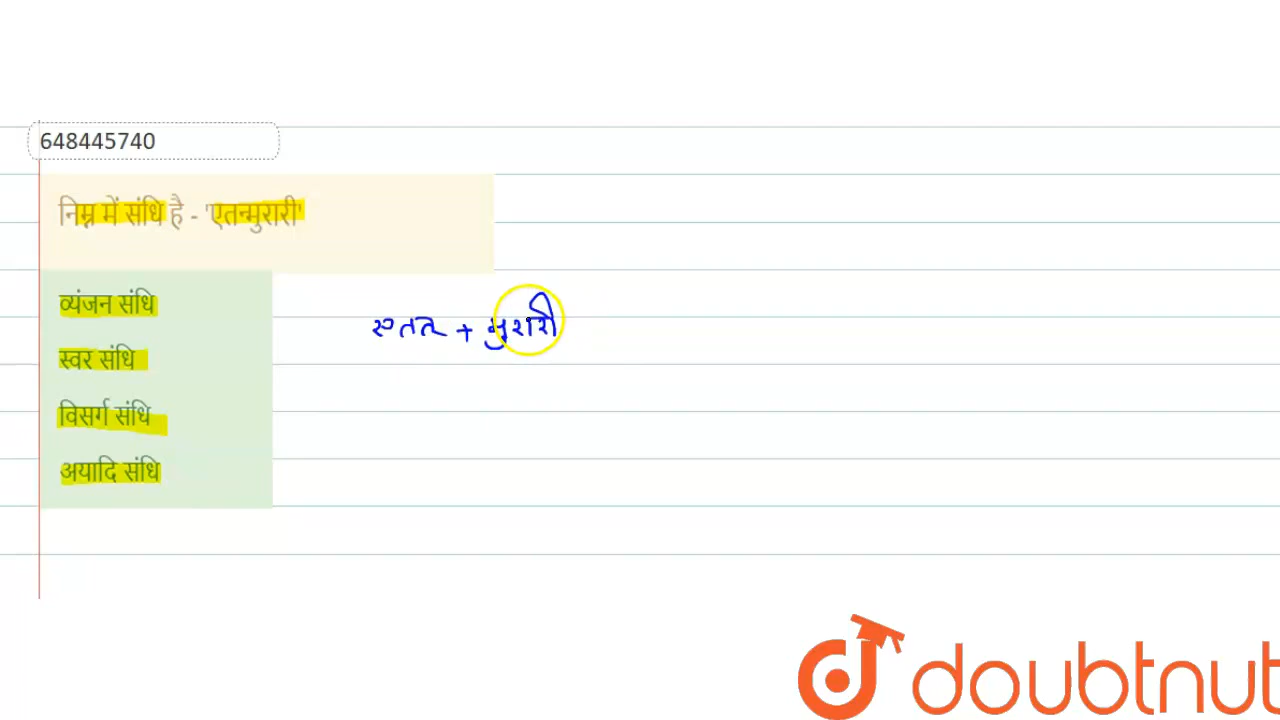 648445740
निम्न में संधि है - 'एतन्मुरारी'
व्यंजन संधि
एतत् + मुरारी
स्वर संधि
विसर्ग संधि
अयादि संधि
doubtnut